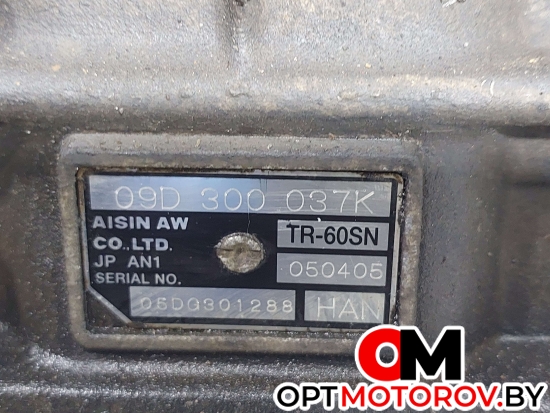 09D 300 037K
AISIN AW
CO.,LTD.
JP AN1
SERIAL NO.
TR-60SN
050405
05DG301288 HAN
OM
OPTMOTOROV.BY